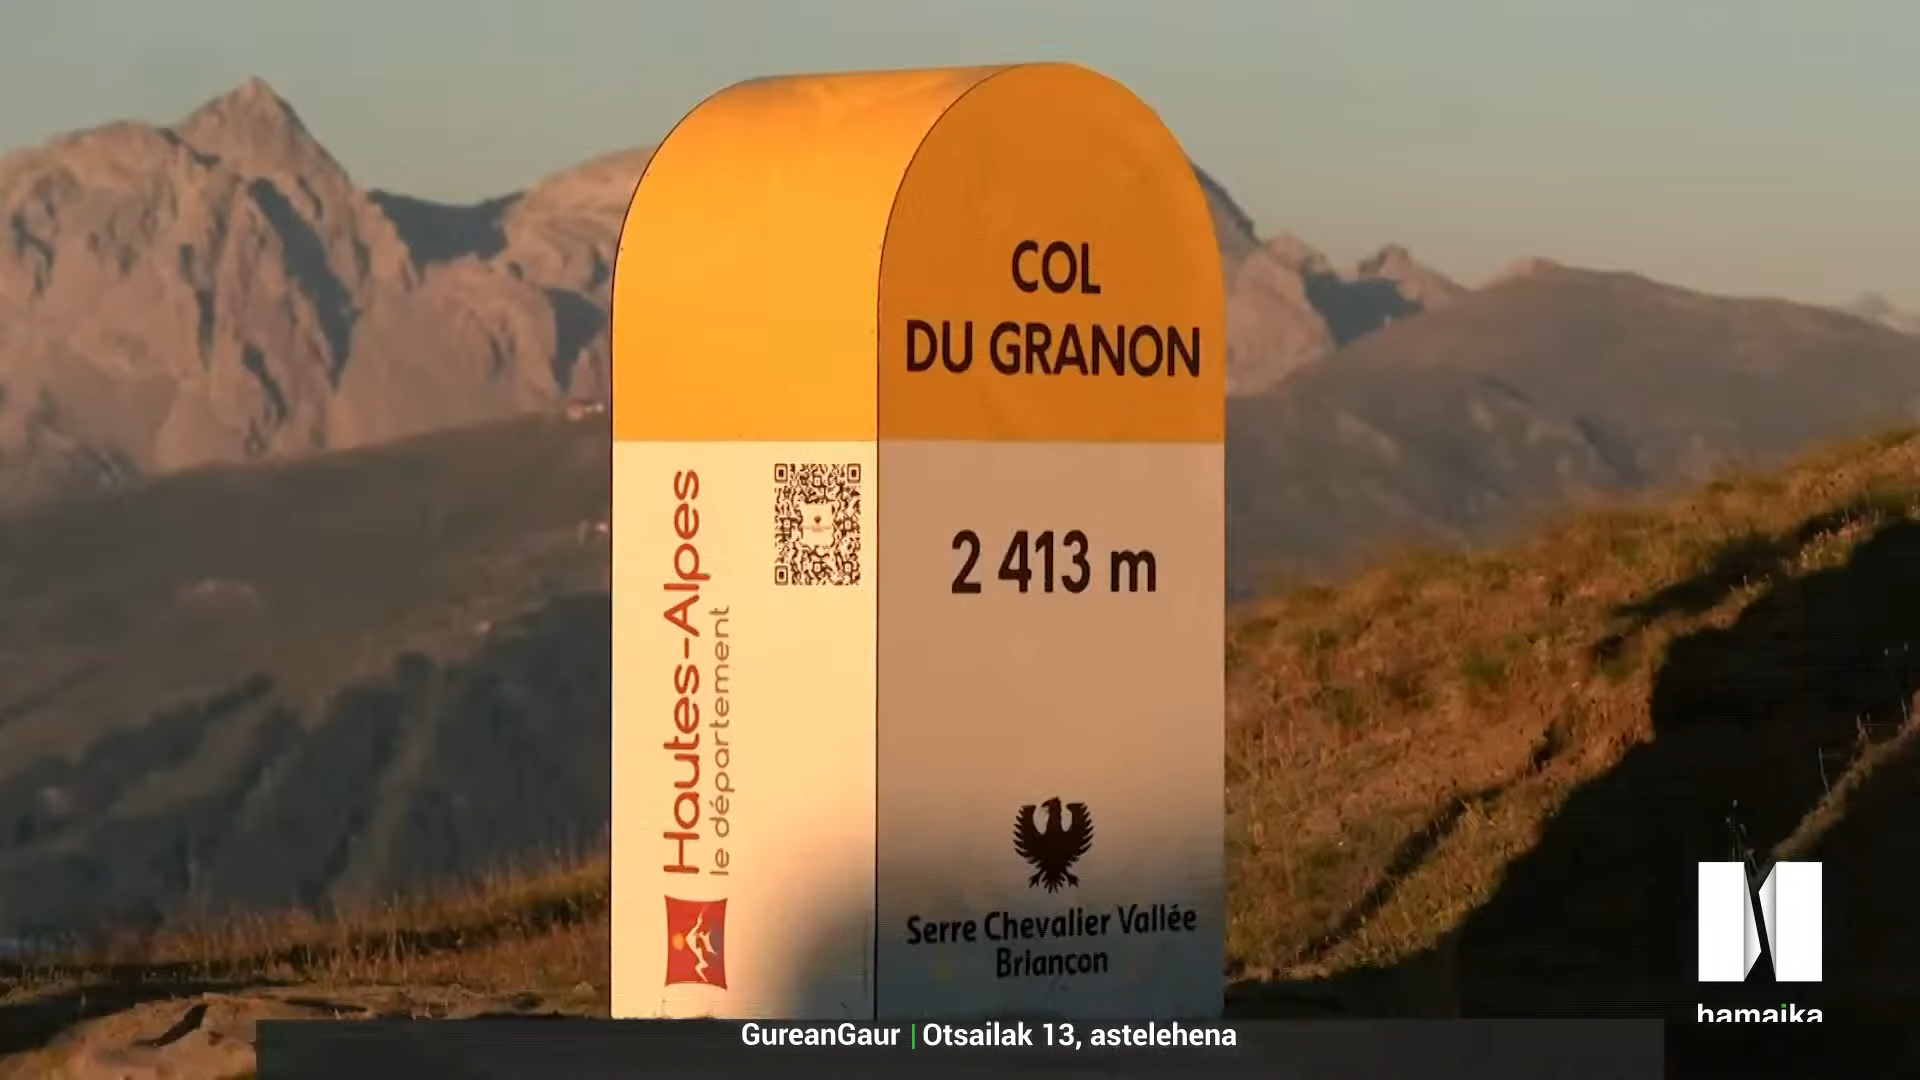 COL
DU GRANON
2 413 m
Hautes-Alpes
le département
Serre Chevalier Vallée
Briançon
hamaika
GureanGaur | Otsailak 13, astelehena